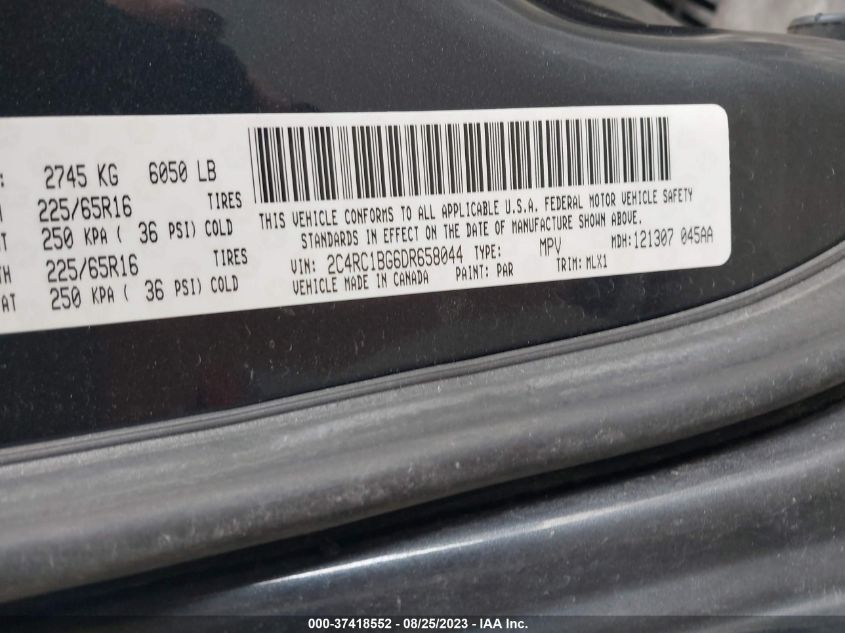 : 2745 KG 6050 LB
225/65R16 TIRES
T 250 KPA ( 36 PSI) COLD
TH 225/65R16 TIRES
AT 250 KPA ( 36 PSI) COLD
THIS VEHICLE CONFORMS TO ALL APPLICABLE U.S.A. FEDERAL MOTOR VEHICLE SAFETY
STANDARDS IN EFFECT ON THE DATE OF MANUFACTURE SHOWN ABOVE.
VIN: 2C4RC1BG6DR658044 TYPE: MPV MDH:121307 045AA
VEHICLE MADE IN CANADA PAINT: PAR TRIM: MLX1
000-37418552 - 08/25/2023 - IAA Inc.